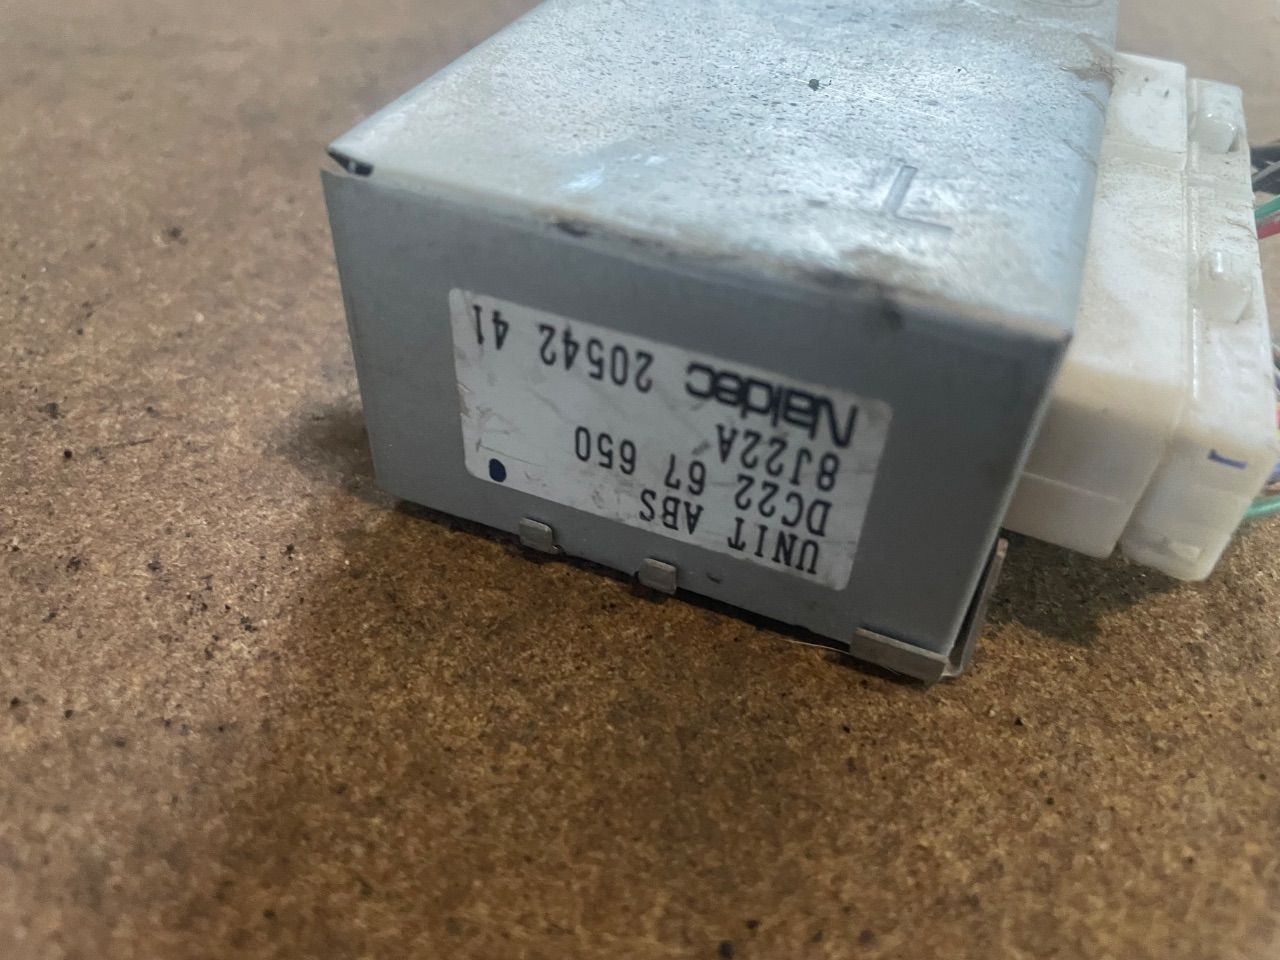 UNIT ABS
DC22 67 650
8J22A
Naldec 20542 41